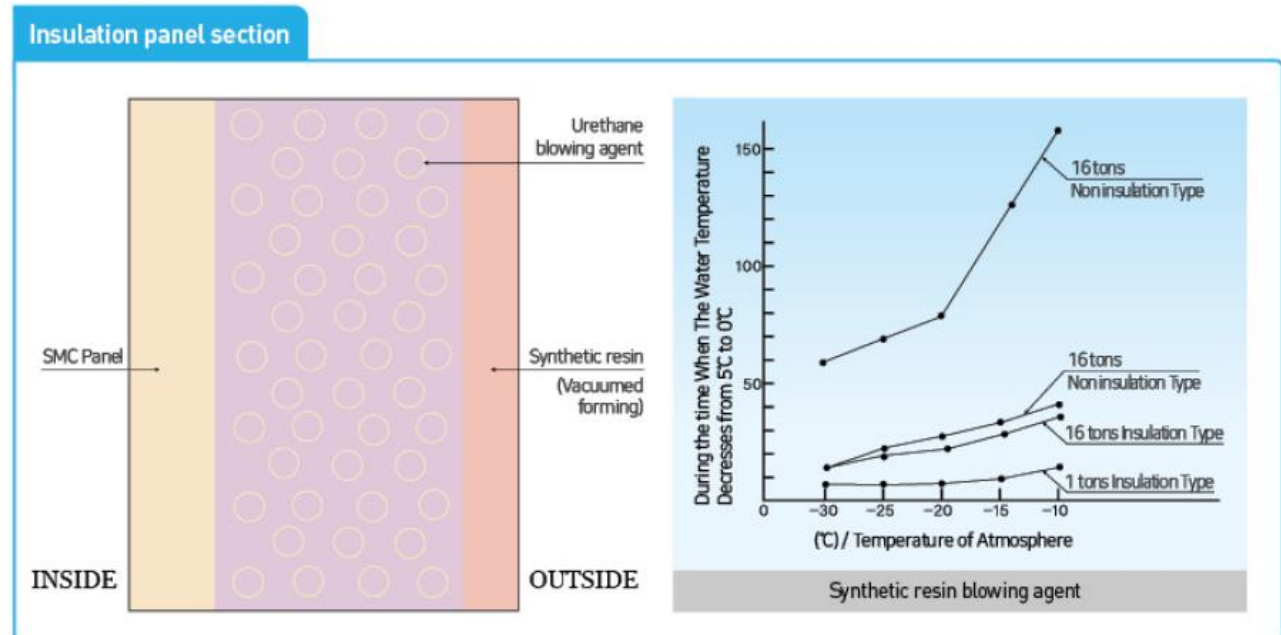 Insulation panel section
Urethane
blowing agent
SMC Panel
Synthetic resin
(Vacuumed
forming)
INSIDE
OUTSIDE
During the time When The Water Temperature
Decreases from 5℃ to 0℃
150
100
50
0
-30
-25
-20
-15
-10
(℃) / Temperature of Atmosphere
16 tons
Non insulation Type
16 tons
Non insulation Type
16 tons Insulation Type
1 tons Insulation Type
Synthetic resin blowing agent